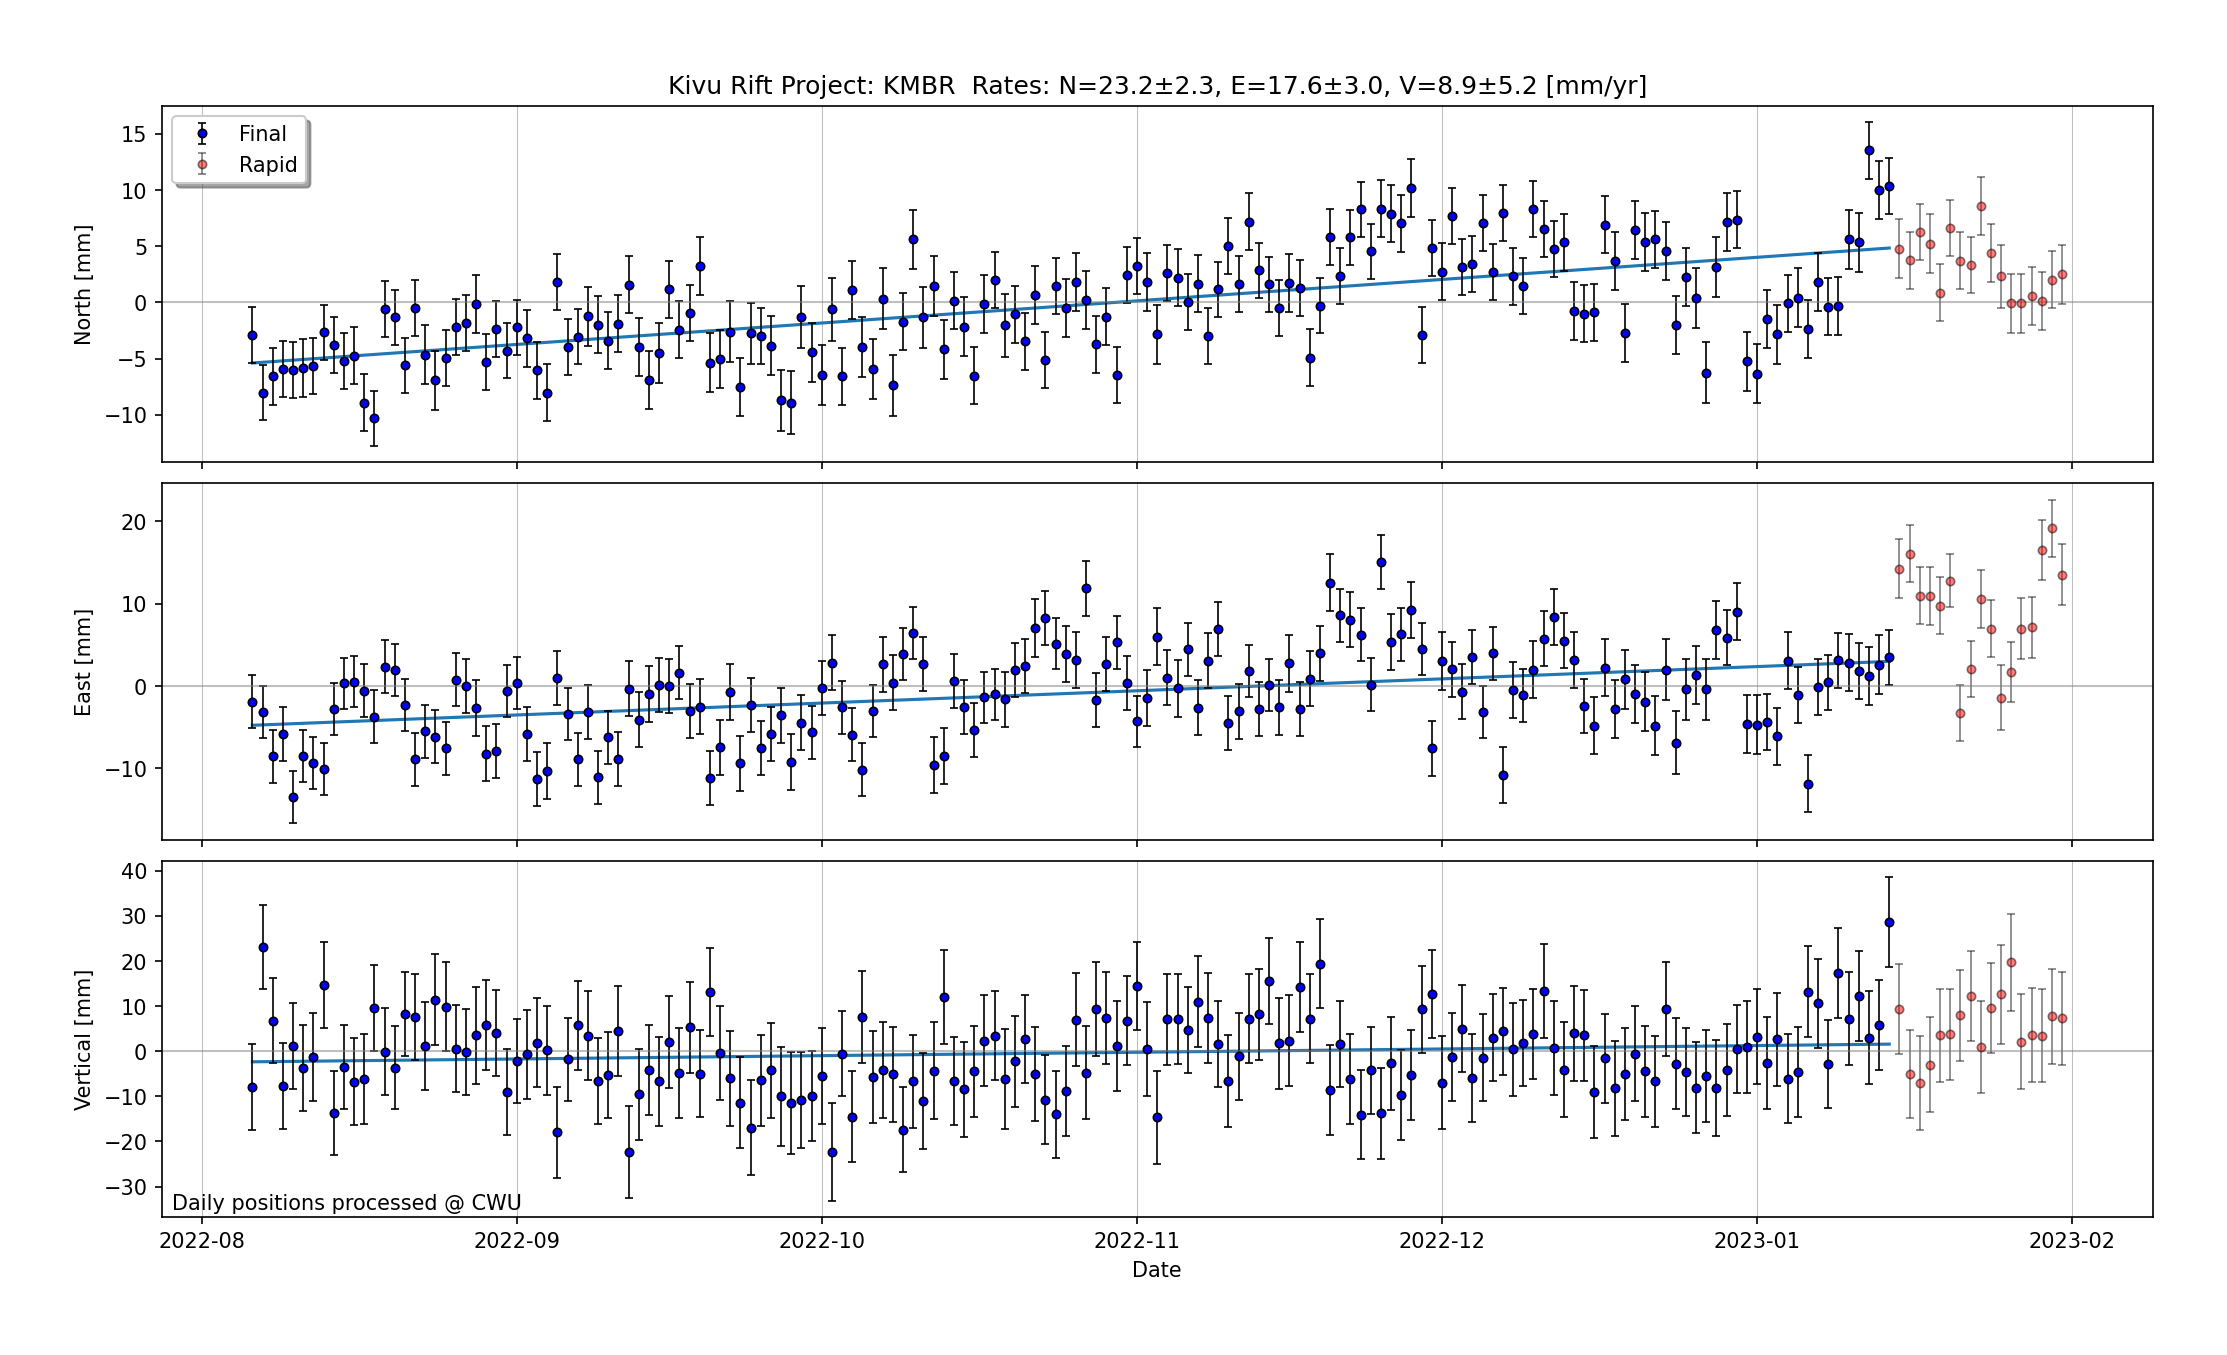 Kivu Rift Project: KMBR  Rates: N=23.2±2.3, E=17.6±3.0, V=8.9±5.2 [mm/yr]
Final
Rapid
North [mm]
15
10
5
0
−5
−10
East [mm]
20
10
0
−10
Vertical [mm]
40
30
20
10
0
−10
−20
−30
Daily positions processed @ CWU
2022-08 2022-09 2022-10 2022-11 2022-12 2023-01 2023-02
Date